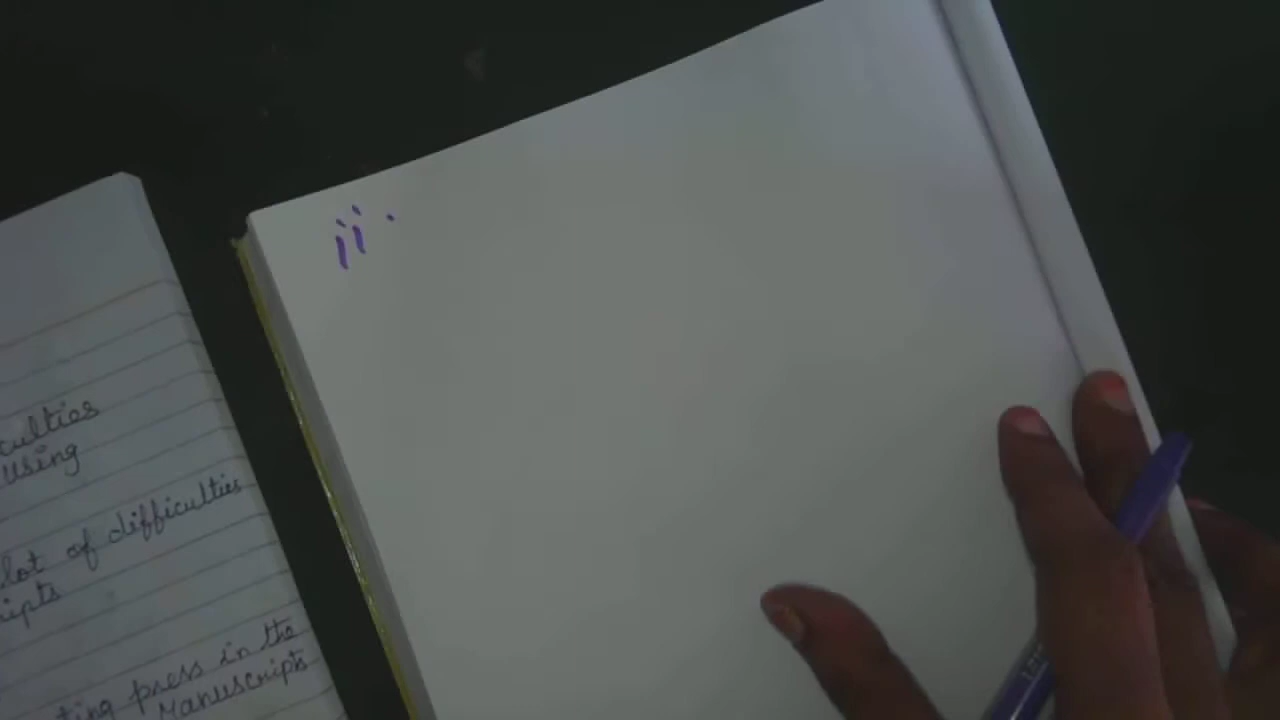 culties
using
lot of difficulties
ipts
ting press in the
Manuscripts
ii.